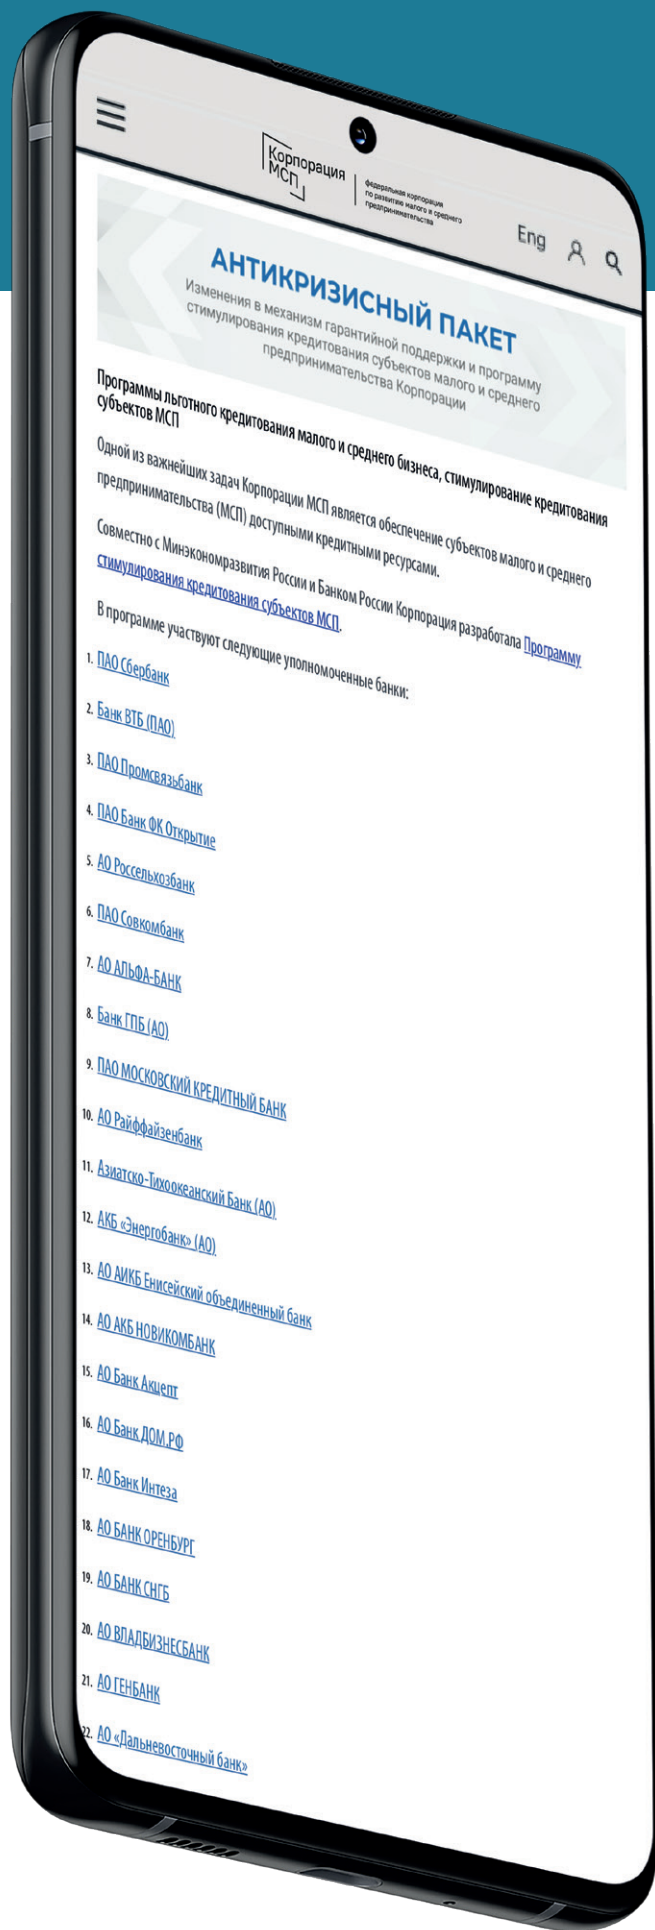 Корпорация
МСП
федеральная корпорация
по развитию малого и среднего
предпринимательства
Eng
АНТИКРИЗИСНЫЙ ПАКЕТ
Изменения в механизм гарантийной поддержки и программу
стимулирования кредитования субъектов малого и среднего
предпринимательства Корпорации
Программы льготного кредитования малого и среднего бизнеса, стимулирование кредитования
субъектов МСП
Одной из важнейших задач Корпорации МСП является обеспечение субъектов малого и среднего
предпринимательства (МСП) доступными кредитными ресурсами.
Совместно с Минэкономразвития России и Банком России Корпорация разработала Программу
стимулирования кредитования субъектов МСП.
В программе участвуют следующие уполномоченные банки:
1. ПАО Сбербанк
2. Банк ВТБ (ПАО)
3. ПАО Промсвязьбанк
4. ПАО Банк ФК Открытие
5. АО Россельхозбанк
6. ПАО Совкомбанк
7. АО АЛЬФА-БАНК
8. Банк ГПБ (АО)
9. ПАО МОСКОВСКИЙ КРЕДИТНЫЙ БАНК
10. АО Райффайзенбанк
11. Азиатско-Тихоокеанский Банк (АО)
12. АКБ «Энергобанк» (АО)
13. АО АИКБ Енисейский объединенный банк
14. АО АКБ НОВИКОМБАНК
15. АО Банк Акцепт
16. АО Банк ДОМ.РФ
17. АО Банк Интеза
18. АО БАНК ОРЕНБУРГ
19. АО БАНК СНГБ
20. АО ВЛАДБИЗНЕСБАНК
21. АО ГЕНБАНК
22. АО «Дальневосточный банк»